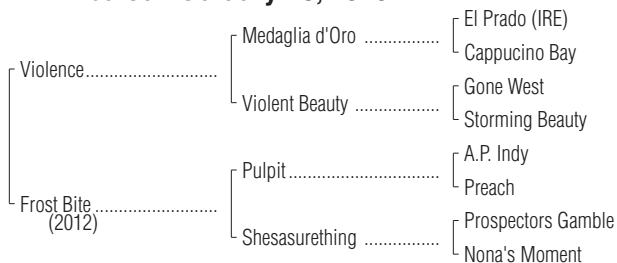 El Prado (IRE)
Medaglia d'Oro ..................
Cappucino Bay
Violence................................
Gone West
Violent Beauty ....................
Storming Beauty
A.P. Indy
Pulpit...................................
Preach
Frost Bite .............................
(2012)
Prospectors Gamble
Shesasurething ..................
Nona's Moment